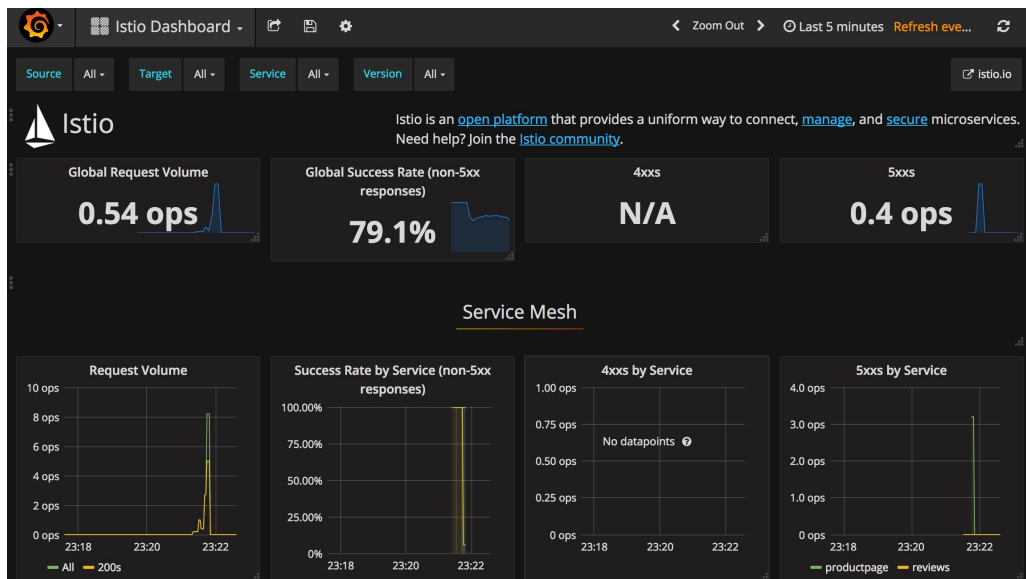 Istio Dashboard
Zoom Out
Last 5 minutes Refresh eve...
Source All Target All Service All Version All
istio.io
Istio
Istio is an open platform that provides a uniform way to connect, manage, and secure microservices.
Need help? Join the Istio community.
Global Request Volume
0.54 ops
Global Success Rate (non-5xx
responses)
79.1%
4xxs
N/A
5xxs
0.4 ops
Service Mesh
Request Volume
10 ops
8 ops
6 ops
4 ops
2 ops
0 ops
23:18 23:20 23:22
All 200s
Success Rate by Service (non-5xx
responses)
100.00%
75.00%
50.00%
25.00%
0%
23:18 23:20 23:22
4xxs by Service
1.00 ops
0.75 ops
No datapoints
0.50 ops
0.25 ops
0 ops
23:18 23:20 23:22
5xxs by Service
4.0 ops
3.0 ops
2.0 ops
1.0 ops
0 ops
23:18 23:20 23:22
productpage reviews